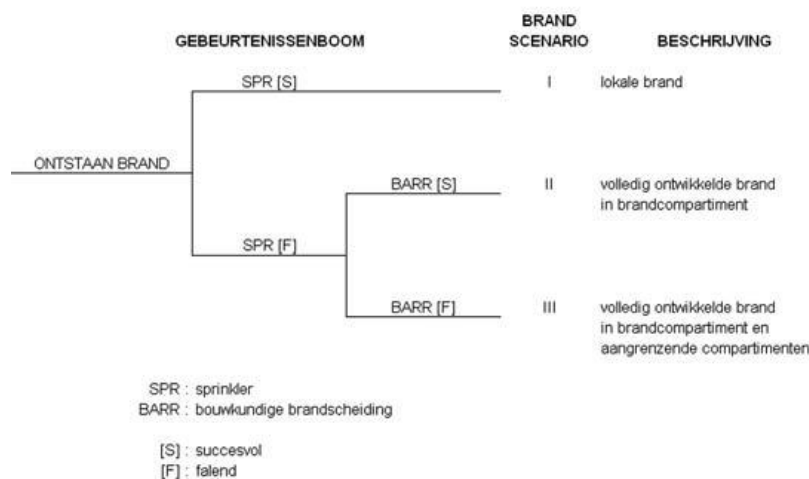 GEBEURTENISSENBOOM
BRAND
SCENARIO
BESCHRIJVING
SPR [S]
I
lokale brand
ONTSTAAN BRAND
BARR [S]
II
volledig ontwikkelde brand
in brandcompartiment
SPR [F]
BARR [F]
III
volledig ontwikkelde brand
in brandcompartiment en
aangrenzende compartimenten
SPR : sprinkler
BARR : bouwkundige brandscheiding
[S] : succesvol
[F] : falend